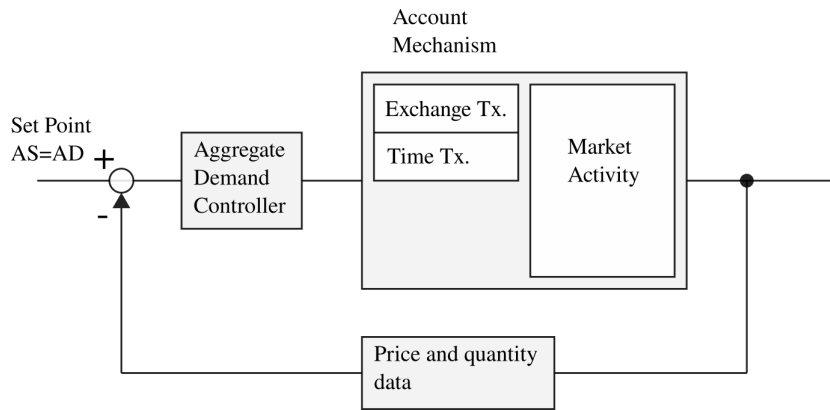 Account
Mechanism
Exchange Tx.
Time Tx.
Market
Activity
Set Point
AS=AD
+
-
Aggregate
Demand
Controller
Price and quantity
data